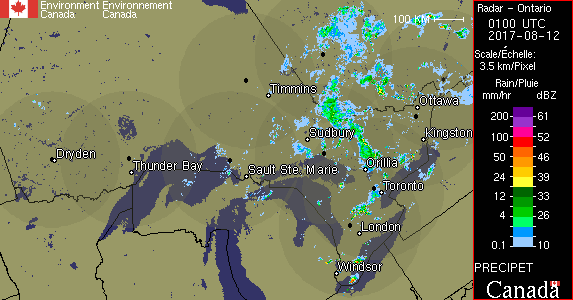 Environment Environnement
Canada Canada
100 KM
Timmins
Ottawa
Sudbury
Kingston
Dryden
Thunder Bay
Sault Ste. Marie
Orillia
Toronto
London
Windsor
Radar - Ontario
0100 UTC
2017-08-12
Scale/Échelle:
3.5 km/Pixel
Rain/Pluie
mm/hr dBZ
200 61
100 52
50 46
24 39
12 33
4 26
0.1 10
PRECIPET
Canada